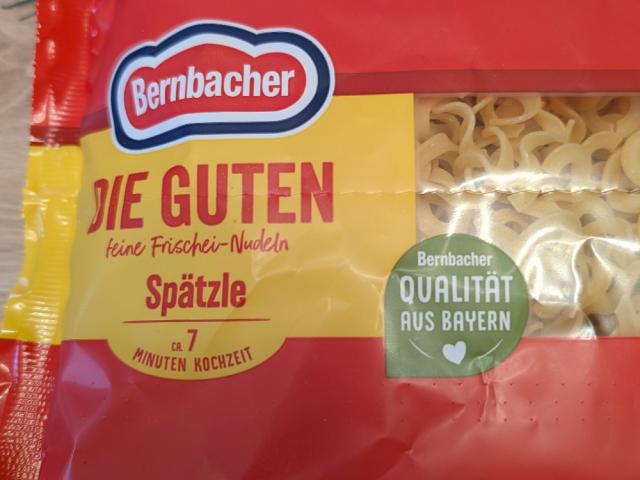 Bernbacher
DIE GUTEN
feine Frischei-Nudeln
Spätzle
CA. 7
MINUTEN KOCHZEIT
Bernbacher
QUALITÄT
AUS BAYERN